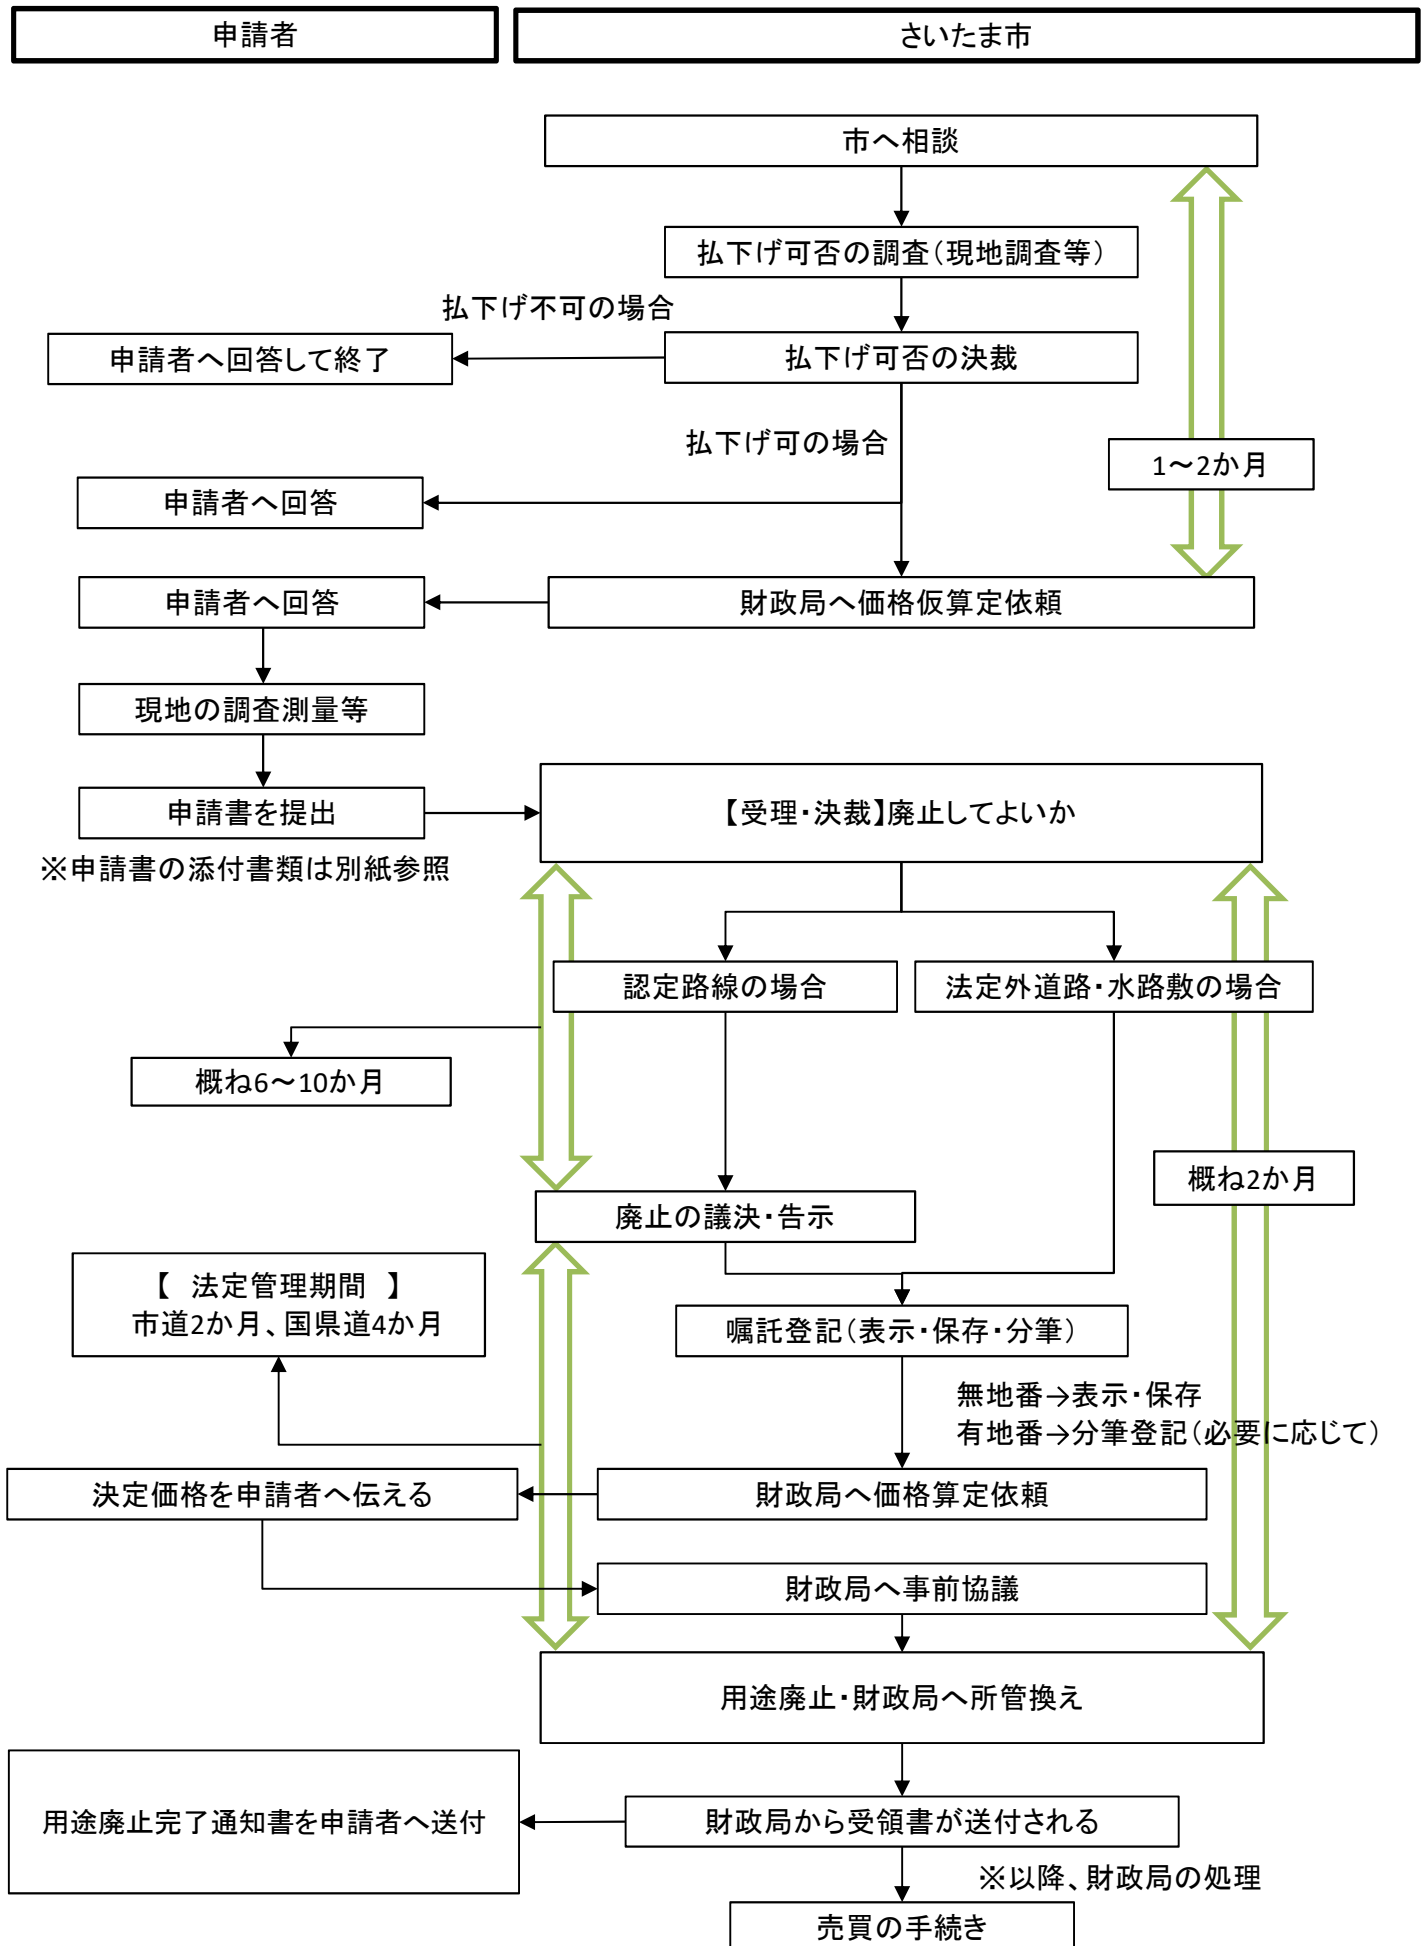 申請者
さいたま市
市へ相談
払下げ可否の調査(現地調査等)
払下げ不可の場合
申請者へ回答して終了
払下げ可否の決裁
払下げ可の場合
1～2か月
申請者へ回答
申請者へ回答
財政局へ価格仮算定依頼
現地の調査測量等
申請書を提出
【受理・決裁】廃止してよいか
※申請書の添付書類は別紙参照
認定路線の場合
法定外道路・水路敷の場合
概ね6～10か月
概ね2か月
廃止の議決・告示
【　法定管理期間　】
市道2か月、国県道4か月
嘱託登記(表示・保存・分筆)
無地番→表示・保存
有地番→分筆登記(必要に応じて)
決定価格を申請者へ伝える
財政局へ価格算定依頼
財政局へ事前協議
用途廃止・財政局へ所管換え
用途廃止完了通知書を申請者へ送付
財政局から受領書が送付される
※以降、財政局の処理
売買の手続き